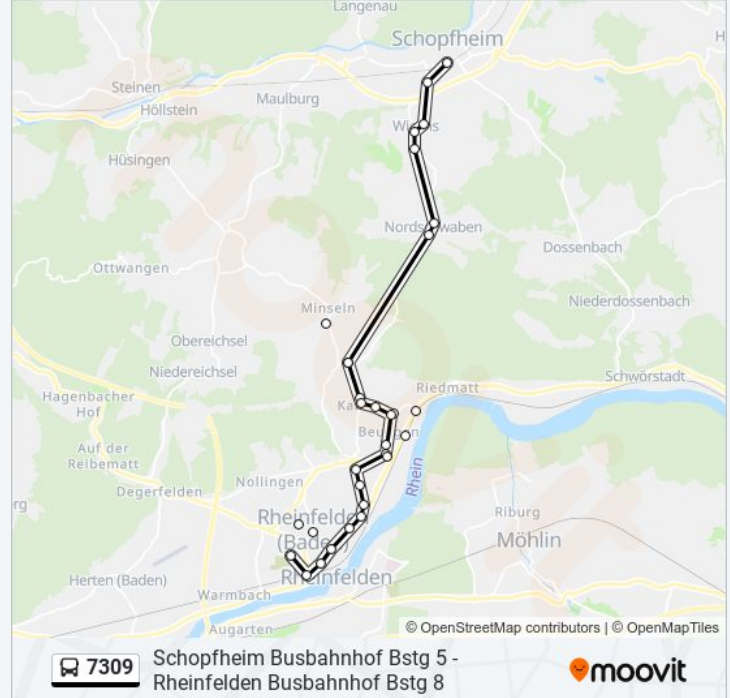 Langenau
Schopfheim
H
Steinen
Höllstein
Maulburg
Hüsingen
Ottwangen
Dossenbach
Niederdossenbach
Minseln
Obereichsel
Niedereichsel
Schwörstadt
Riedmatt
Hagenbacher
Hof
Auf der
Reibematt
Degerfelden
Nollingen
rg
Rhein
Rheinfelden
(Baden)
Riburg
Möhlin
Herten (Baden)
Rheinfelden
Warmbach
Augarten
© OpenStreetMap contributors | © OpenMapTiles
7309
Schopfheim Busbahnhof Bstg 5 -
Rheinfelden Busbahnhof Bstg 8
moovit